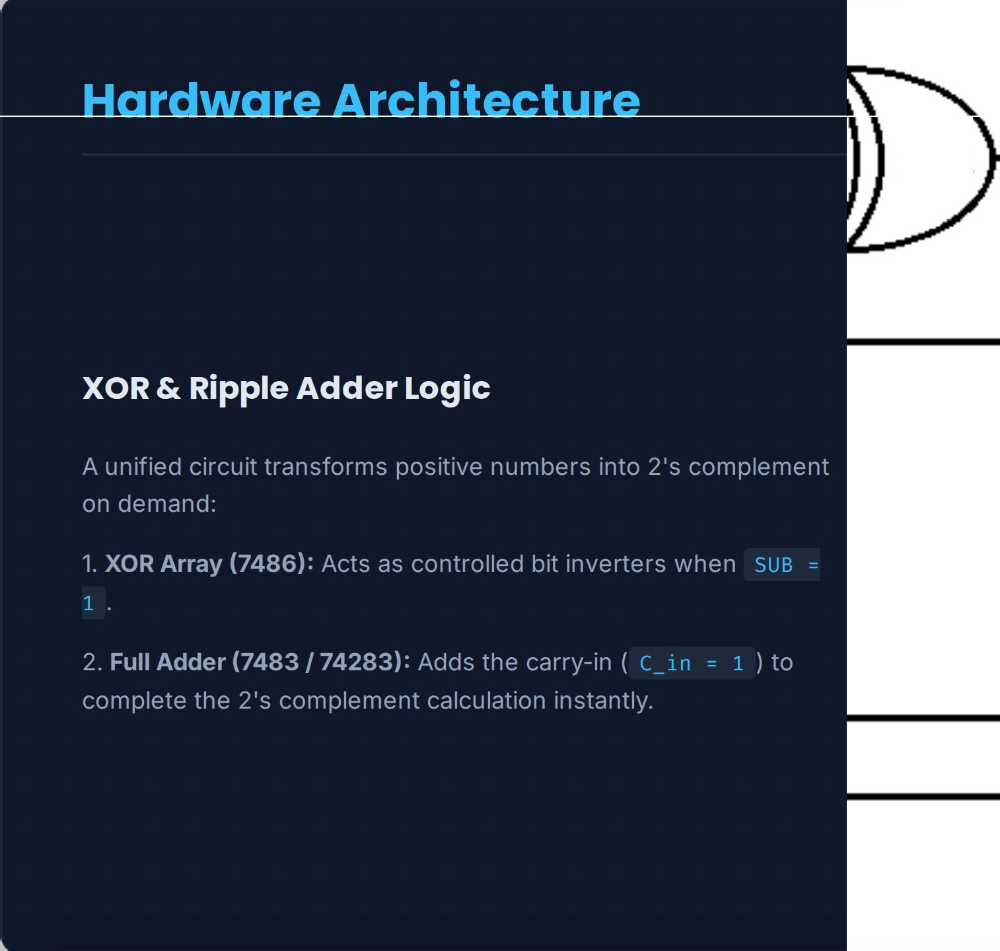 Hardware Architecture
XOR & Ripple Adder Logic
A unified circuit transforms positive numbers into 2's complement
on demand:
1. XOR Array (7486): Acts as controlled bit inverters when SUB =
1 .
2. Full Adder (7483 / 74283): Adds the carry-in ( C_in = 1 ) to
complete the 2's complement calculation instantly.